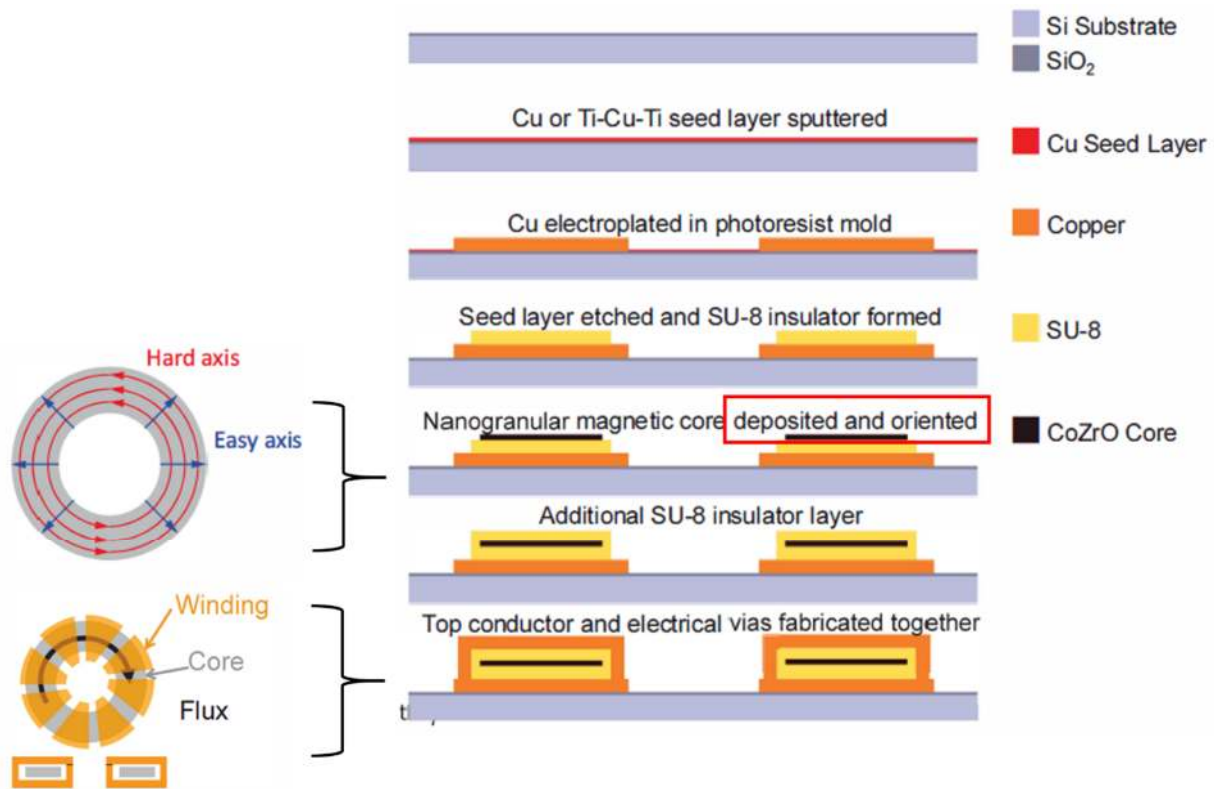 Si Substrate
SiO₂
Cu or Ti-Cu-Ti seed layer sputtered
Cu Seed Layer
Cu electroplated in photoresist mold
Copper
Seed layer etched and SU-8 insulator formed
SU-8
Hard axis
Easy axis
Nanogranular magnetic core deposited and oriented
CoZrO Core
Additional SU-8 insulator layer
Winding
Core
Flux
Top conductor and electrical vias fabricated together